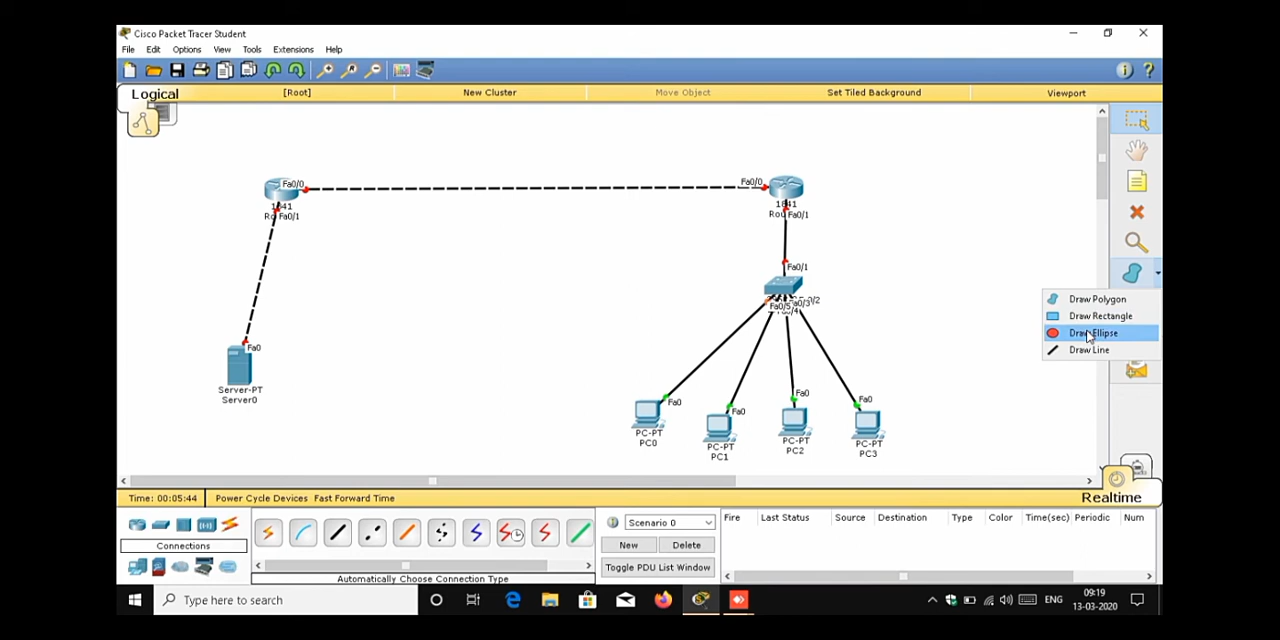 Cisco Packet Tracer Student
File Edit Options View Tools Extensions Help
Logical [Root] New Cluster Move Object Set Tiled Background Viewport
Fa0/0 Fa0/0
1841 1841
Fa0/1 Rou Fa0/1
Fa0/1
Fa0
Server-PT
Server0
Fa0 Fa0 Fa0 Fa0
PC-PT PC-PT PC-PT PC-PT
PC0 PC1 PC2 PC3
Draw Polygon
Draw Rectangle
Draw Ellipse
Draw Line
Time: 00:05:44 Power Cycle Devices Fast Forward Time Realtime
Connections
Automatically Choose Connection Type
Scenario 0
New Delete
Toggle PDU List Window
Fire Last Status Source Destination Type Color Time(sec) Periodic Num
Type here to search
ENG 09:19
13-03-2020